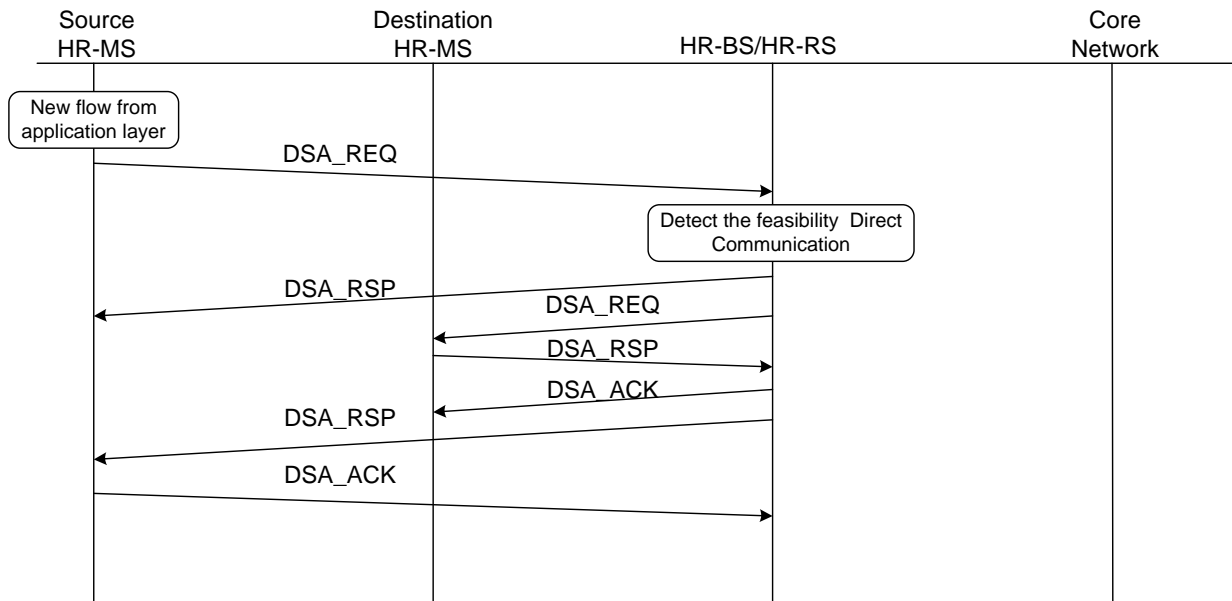 Source
HR-MS
Destination
HR-MS
HR-BS/HR-RS
Core
Network
New flow from
application layer
DSA_REQ
Detect the feasibility Direct
Communication
DSA_RSP
DSA_REQ
DSA_RSP
DSA_ACK
DSA_RSP
DSA_ACK